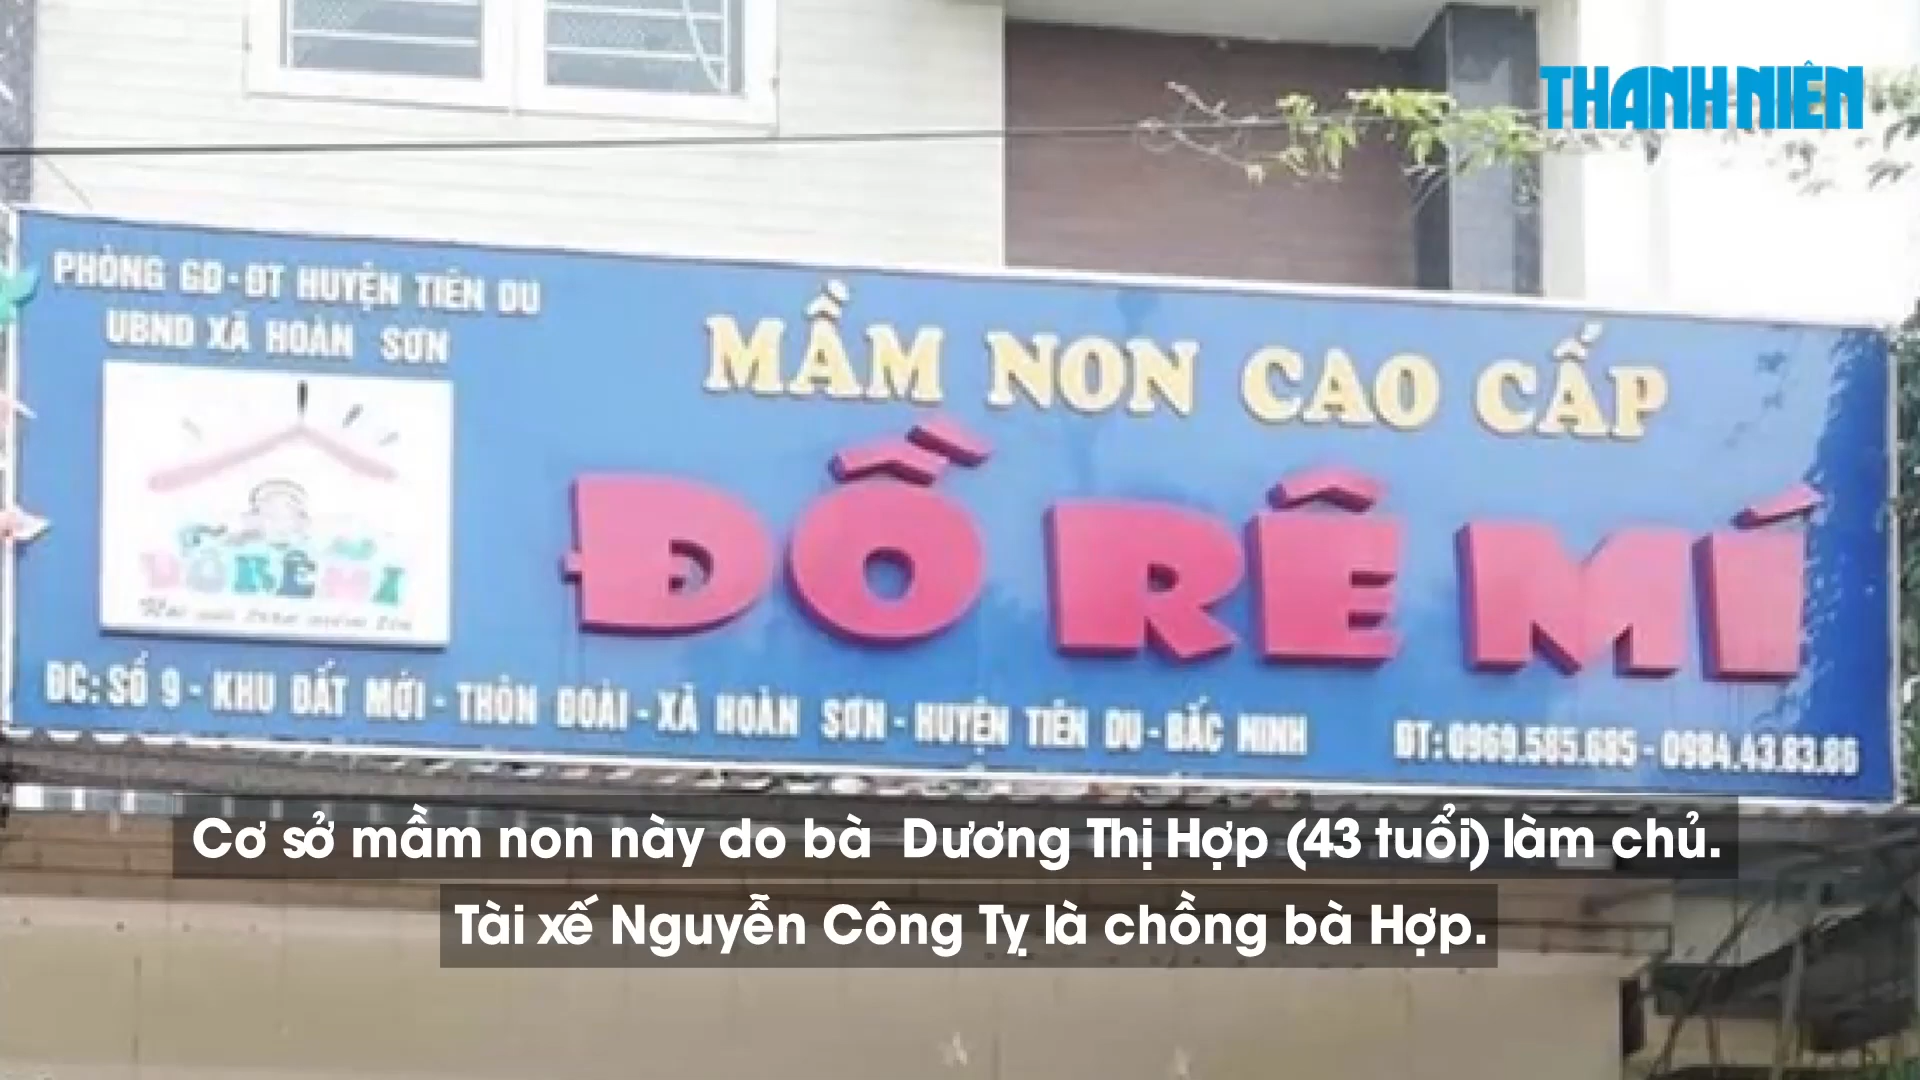 THANH NIÊN
PHÒNG GD-ĐT HUYỆN TIÊN DU
UBND XÃ HOÀN SƠN
MẦM NON CAO CẤP
ĐỒ RÊ MÍ
ĐỒ RÊ MI
ĐC: SỐ 9 - KHU ĐẤT MỚI - THÔN ĐOÀI - XÃ HOÀN SƠN - HUYỆN TIÊN DU - BẮC NINH
ĐT: 0969.585.685 - 0984.43.83.86
Cơ sở mầm non này do bà Dương Thị Hợp (43 tuổi) làm chủ.
Tài xế Nguyễn Công Tỵ là chồng bà Hợp.